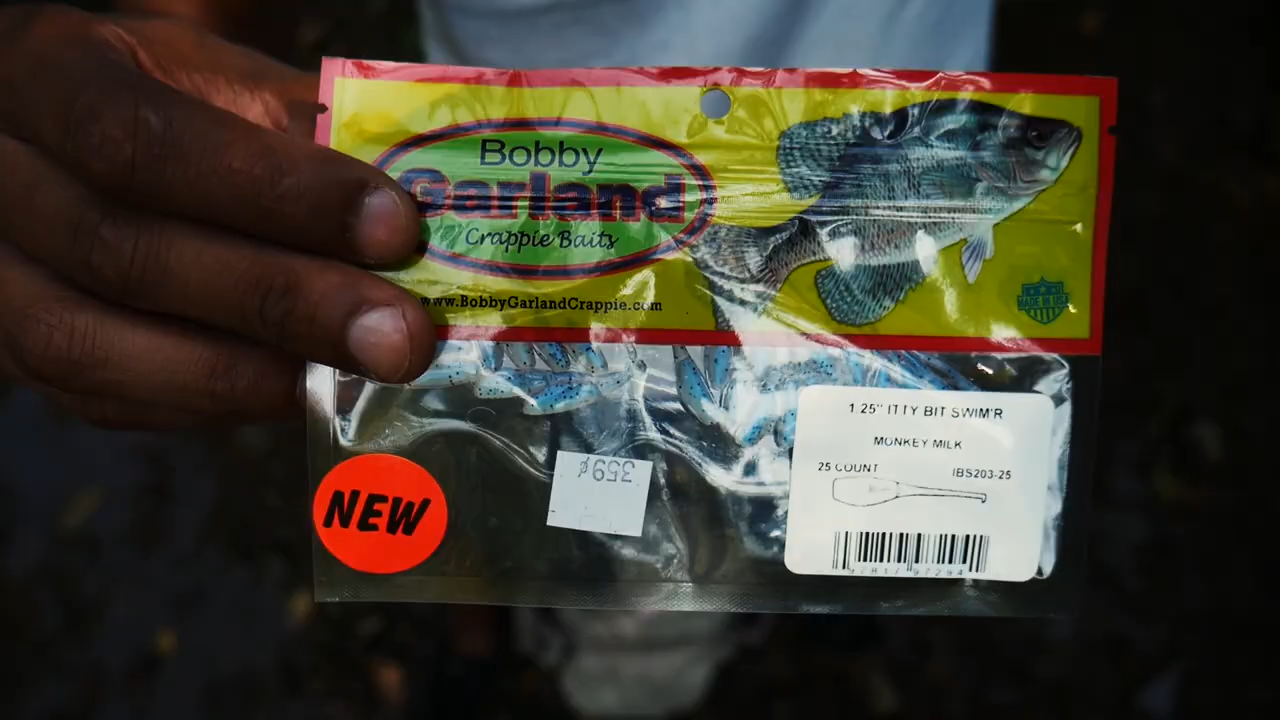 Bobby
Garland
Crappie Baits
www.BobbyGarlandCrappie.com
MADE IN USA
1.25" ITTY BIT SWIM'R
MONKEY MILK
25 COUNT IBS203-25
NEW
359¢